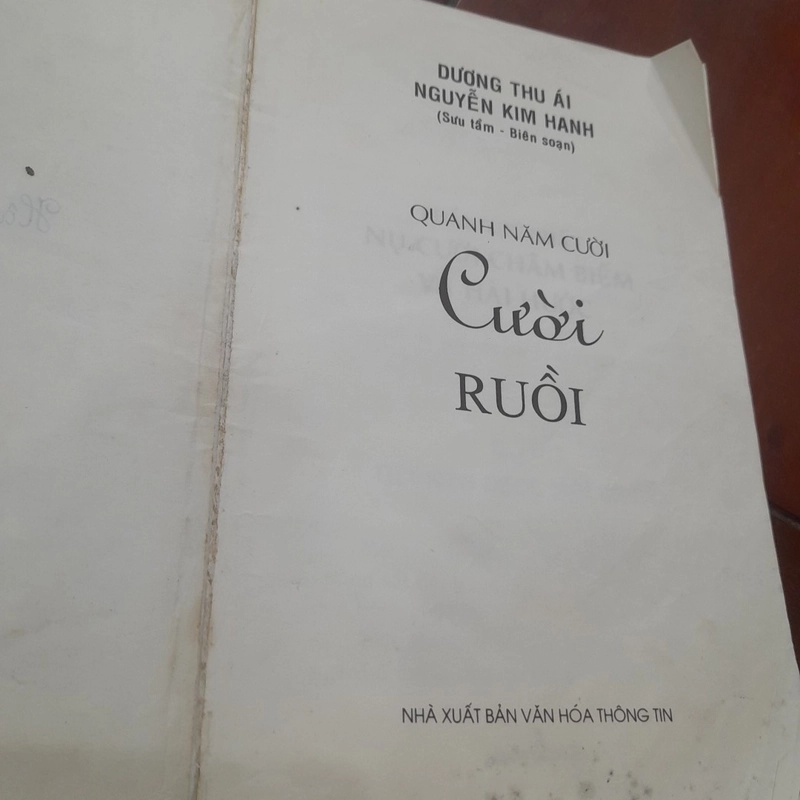 DƯƠNG THU ÁI
NGUYỄN KIM HANH
(Sưu tầm - Biên soạn)
QUANH NĂM CƯỜI
Cười
RUỒI
NHÀ XUẤT BẢN VĂN HÓA THÔNG TIN